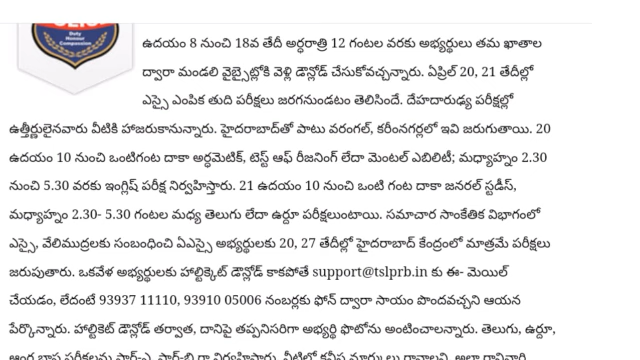 Duty
Honour
Compassion
ఉదయం 8 నుంచి 18వ తేదీ అర్ధరాత్రి 12 గంటల వరకు అభ్యర్థులు తమ ఖాతాల
ద్వారా మండలి వైబ్సైట్లోకి వెళ్లి డౌన్లోడ్ చేసుకోవచ్చన్నారు. ఏప్రిల్ 20, 21 తేదీల్లో
ఎస్సై ఎంపిక తుది పరీక్షలు జరగనుండటం తెలిసిందే. దేహదారుఢ్య పరీక్షల్లో
ఉత్తీర్ణులైనవారు వీటికి హాజరుకానున్నారు. హైదరాబాద్‌తో పాటు వరంగల్, కరీంనగర్లలో ఇవి జరుగుతాయి. 20
ఉదయం 10 నుంచి ఒంటిగంట దాకా అర్థమెటిక్, టెస్ట్ ఆఫ్ రీజనింగ్ లేదా మెంటల్ ఎబిలిటీ; మధ్యాహ్నం 2.30
నుంచి 5.30 వరకు ఇంగ్లిష్ పరీక్ష నిర్వహిస్తారు. 21 ఉదయం 10 నుంచి ఒంటి గంట దాకా జనరల్ స్టడీస్,
మధ్యాహ్నం 2.30- 5.30 గంటల మధ్య తెలుగు లేదా ఉర్దూ పరీక్షలుంటాయి. సమాచార సాంకేతిక విభాగంలో
ఎస్సై, వేలిముద్రలకు సంబంధించి ఏఎస్సై అభ్యర్థులకు 20, 27 తేదీల్లో హైదరాబాద్ కేంద్రంలో మాత్రమే పరీక్షలు
జరుపుతారు. ఒకవేళ అభ్యర్థులకు హాల్టిక్కెట్ డౌన్లోడ్ కాకపోతే support@tslprb.in కు ఈ- మెయిల్
చేయడం, లేదంటే 93937 11110, 93910 05006 నంబర్లకు ఫోన్ ద్వారా సాయం పొందవచ్చని ఆయన
పేర్కొన్నారు. హాల్టికెట్ డౌన్లోడ్ తర్వాత, దానిపై తప్పనిసరిగా అభ్యర్థి ఫొటోను అంటించాలన్నారు. తెలుగు, ఉర్దూ,